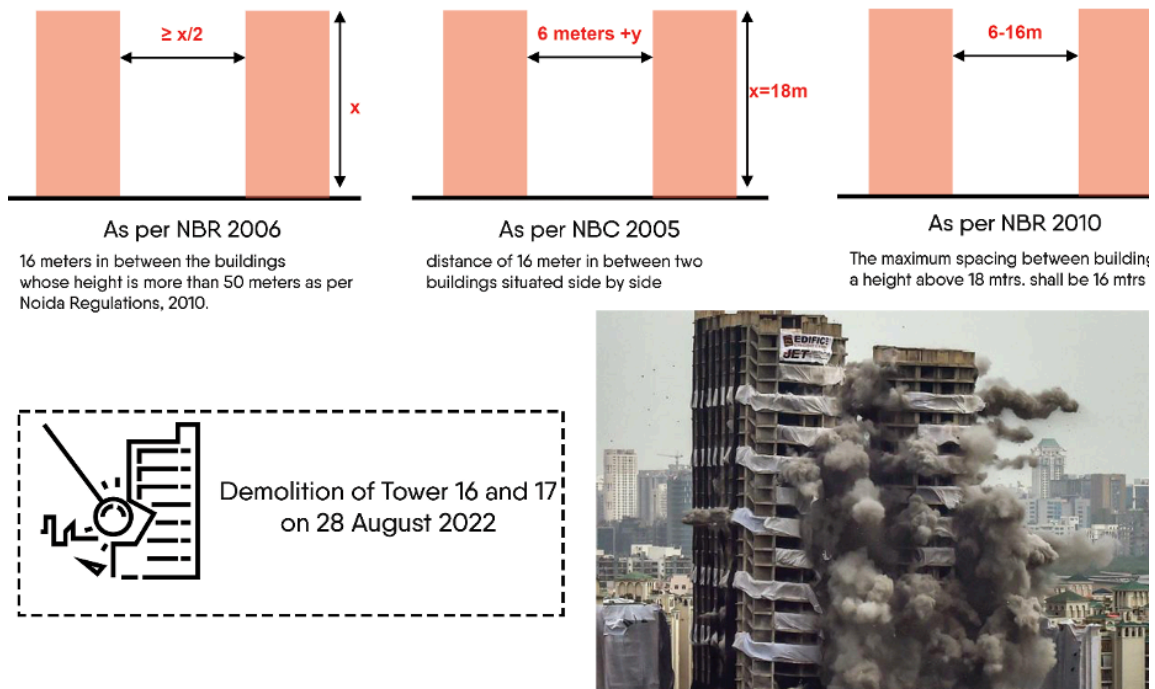 ≥ x/2
x
As per NBR 2006
16 meters in between the buildings
whose height is more than 50 meters as per
Noida Regulations, 2010.
6 meters +y
x=18m
As per NBC 2005
distance of 16 meter in between two
buildings situated side by side
6-16m
As per NBR 2010
The maximum spacing between building
a height above 18 mtrs. shall be 16 mtrs
Demolition of Tower 16 and 17
on 28 August 2022
EDIFICE
JET